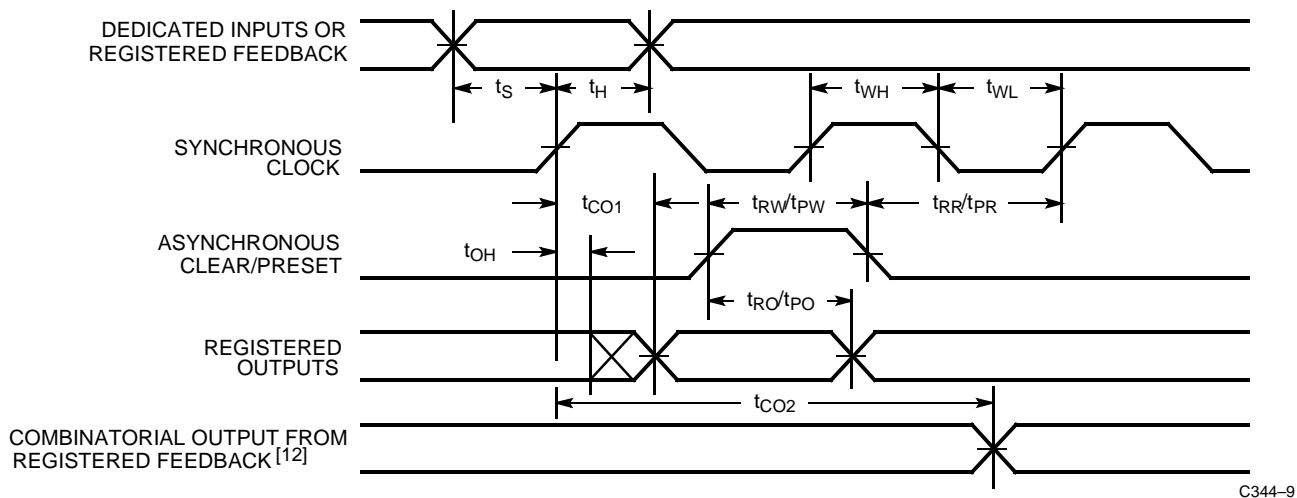 DEDICATED INPUTS OR
REGISTERED FEEDBACK
tS
tH
tWH
tWL
SYNCHRONOUS
CLOCK
tCO1
tRW/tPW
tRR/tPR
ASYNCHRONOUS
CLEAR/PRESET
tOH
tRO/tPO
REGISTERED
OUTPUTS
tCO2
COMBINATORIAL OUTPUT FROM
REGISTERED FEEDBACK [12]
C344–9